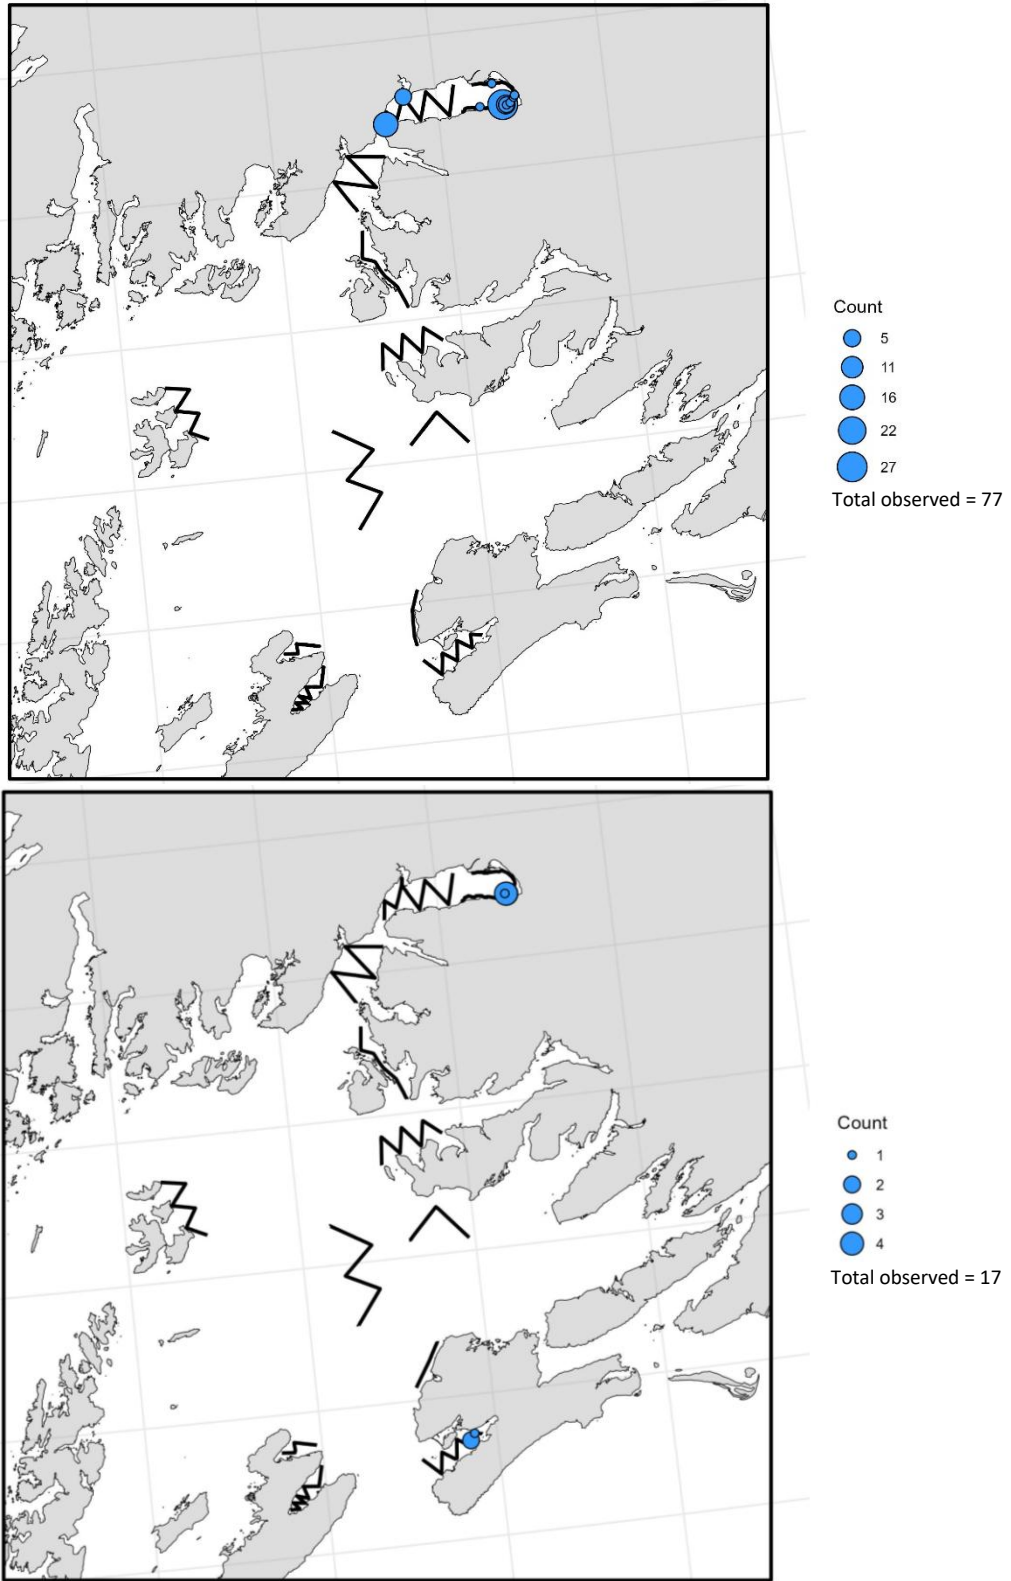 Count
5
11
16
22
27
Total observed = 77
Count
1
2
3
4
Total observed = 17